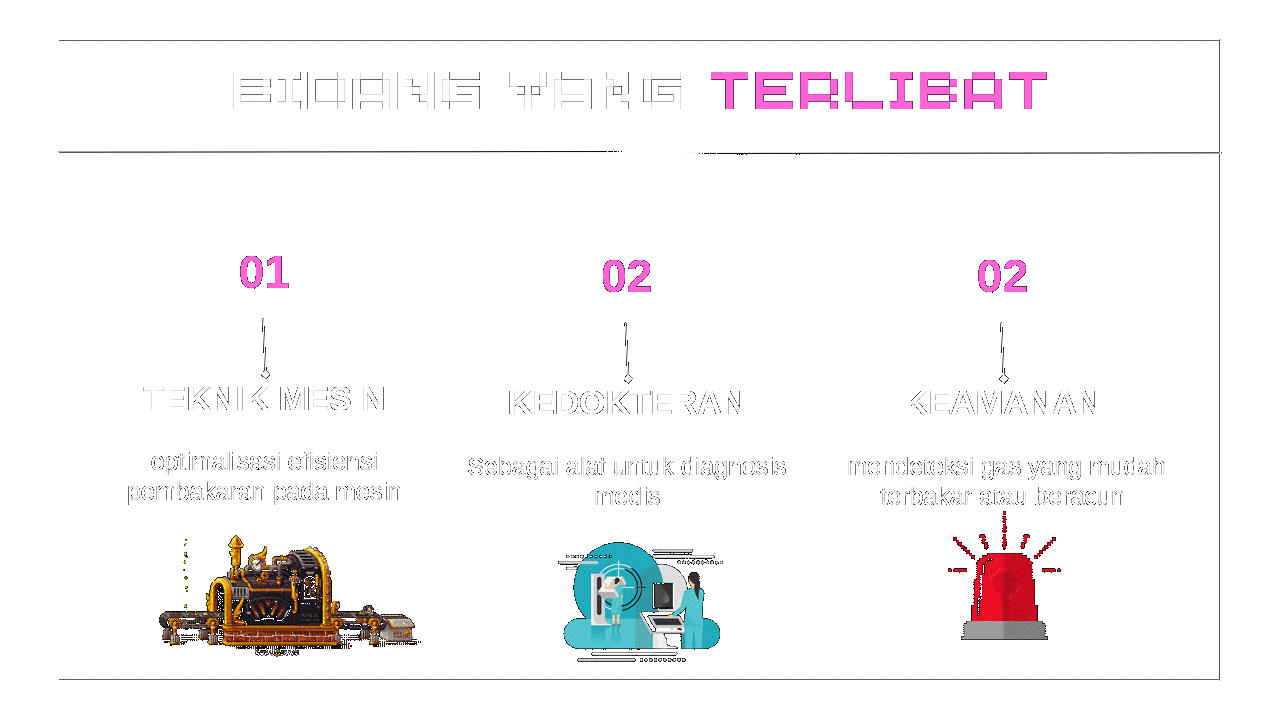 BIDANG YANG TERLIBAT
01
TEKNIK MESIN
optimalisasi efisiensi
pembakaran pada mesin
02
KEDOKTERAN
Sebagai alat untuk diagnosis
medis
02
KEAMANAN
mendeteksi gas yang mudah
terbakar atau beracun